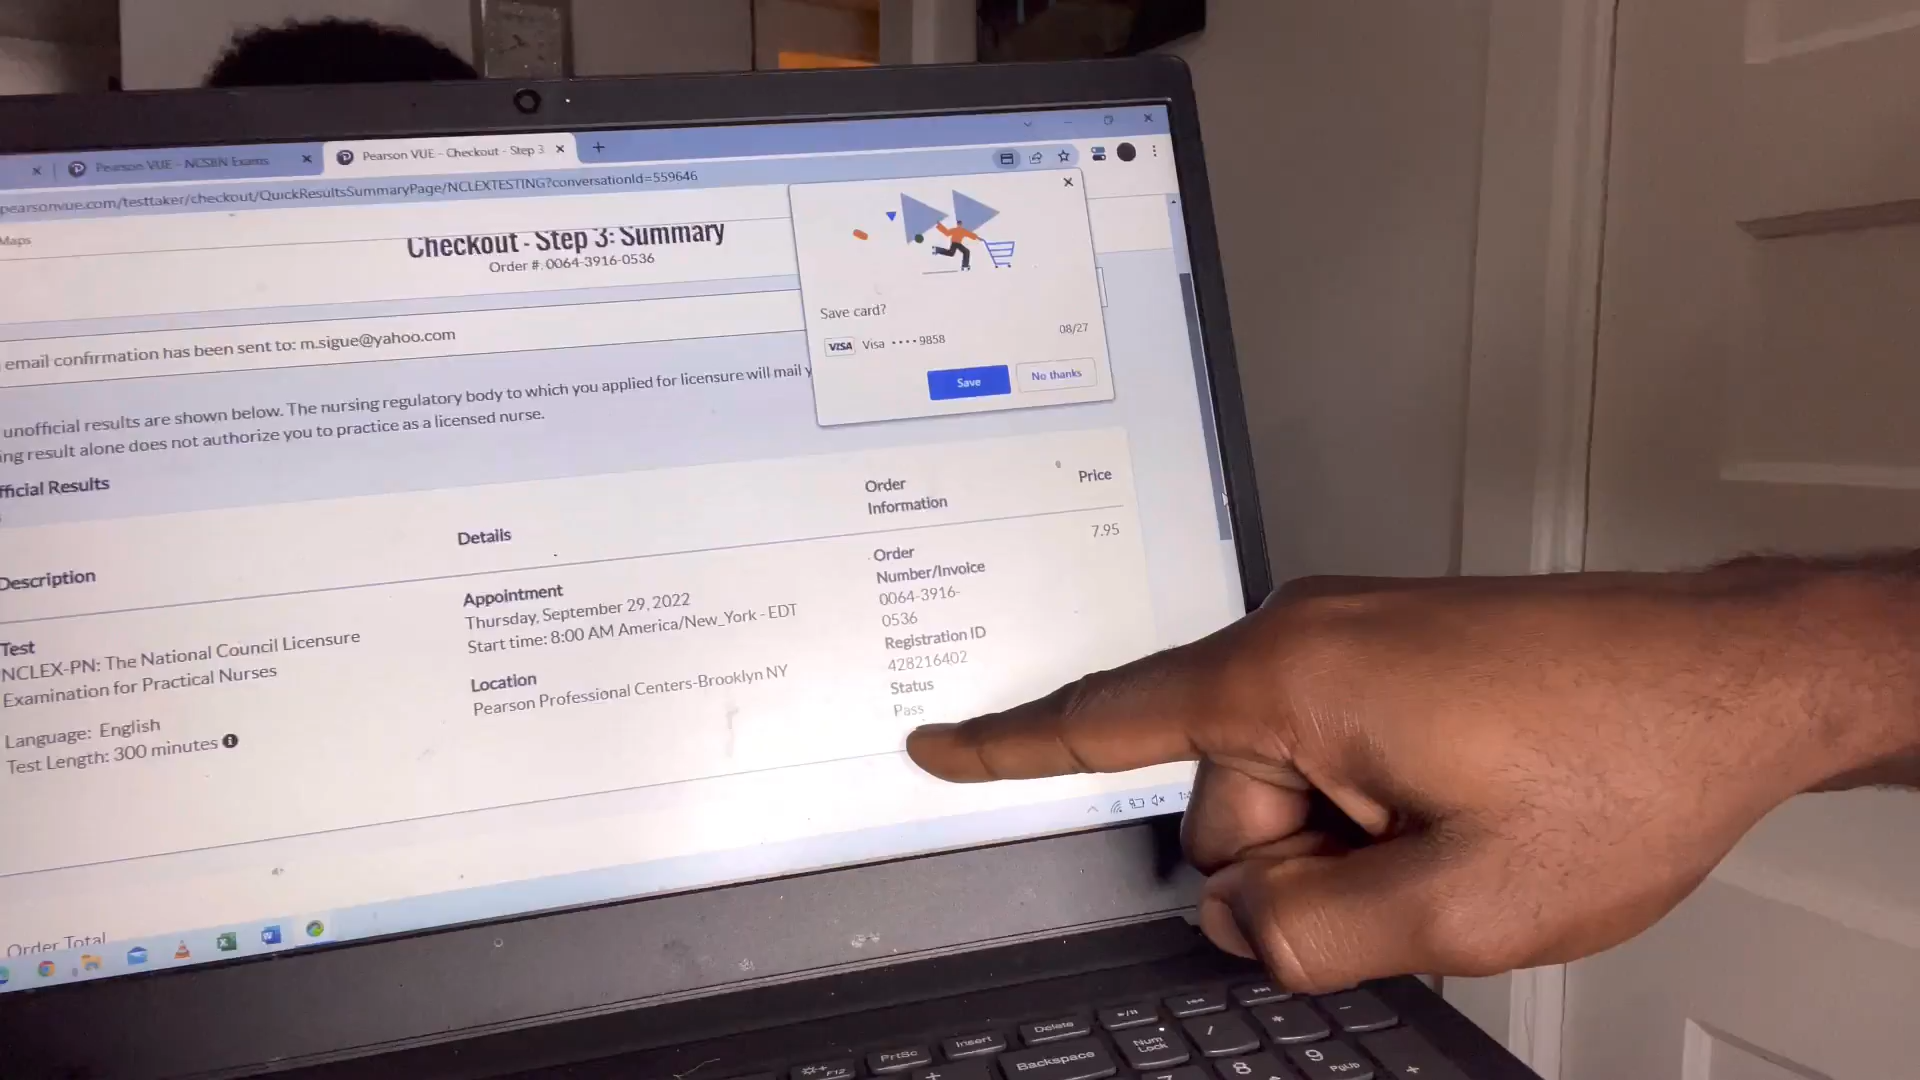 Pearson VUE - NCSBN Exams
Pearson VUE - Checkout - Step 3
pearsonvue.com/testtaker/checkout/QuickResultsSummaryPage/NCLEXTESTING?conversationId=559646
Maps
Checkout - Step 3: Summary
Order #: 0064-3916-0536
email confirmation has been sent to: m.sigue@yahoo.com
unofficial results are shown below. The nursing regulatory body to which you applied for licensure will mail y
ing result alone does not authorize you to practice as a licensed nurse.
Save card?
VISA Visa ····9858 08/27
Save No thanks
fficial Results
Description
Details
Order
Information
Price
Test
NCLEX-PN: The National Council Licensure
Examination for Practical Nurses
Language: English
Test Length: 300 minutes
Appointment
Thursday, September 29, 2022
Start time: 8:00 AM America/New_York - EDT
Location
Pearson Professional Centers-Brooklyn NY
Order
Number/Invoice
0064-3916-
0536
Registration ID
428216402
Status
Pass
7.95
Order Total
F12
PrtSc
Insert
Delete
Backspace
Num
Lock
/
*
-
8
9
PgUp
+